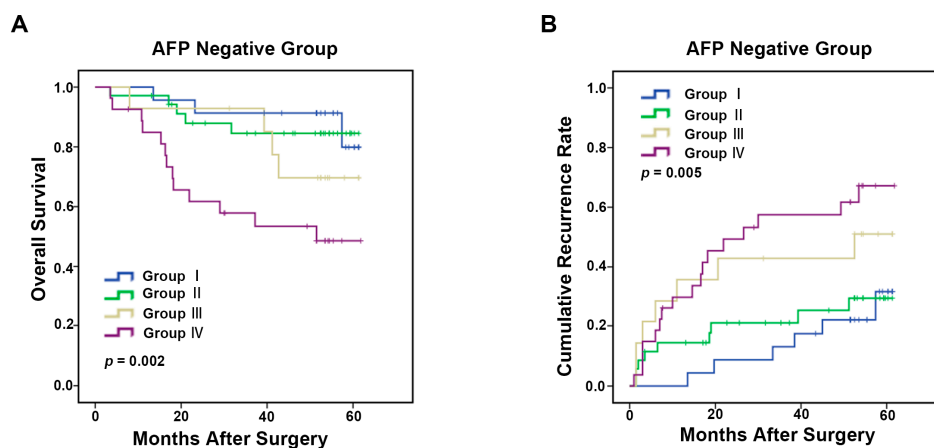 A
AFP Negative Group
Overall Survival
1.0
0.8
0.6
0.4
0.2
0.0
Group Ⅰ
Group Ⅱ
Group Ⅲ
Group Ⅳ
p = 0.002
0 20 40 60
Months After Surgery
B
AFP Negative Group
Cumulative Recurrence Rate
1.0
0.8
0.6
0.4
0.2
0.0
Group Ⅰ
Group Ⅱ
Group Ⅲ
Group Ⅳ
p = 0.005
0 20 40 60
Months After Surgery